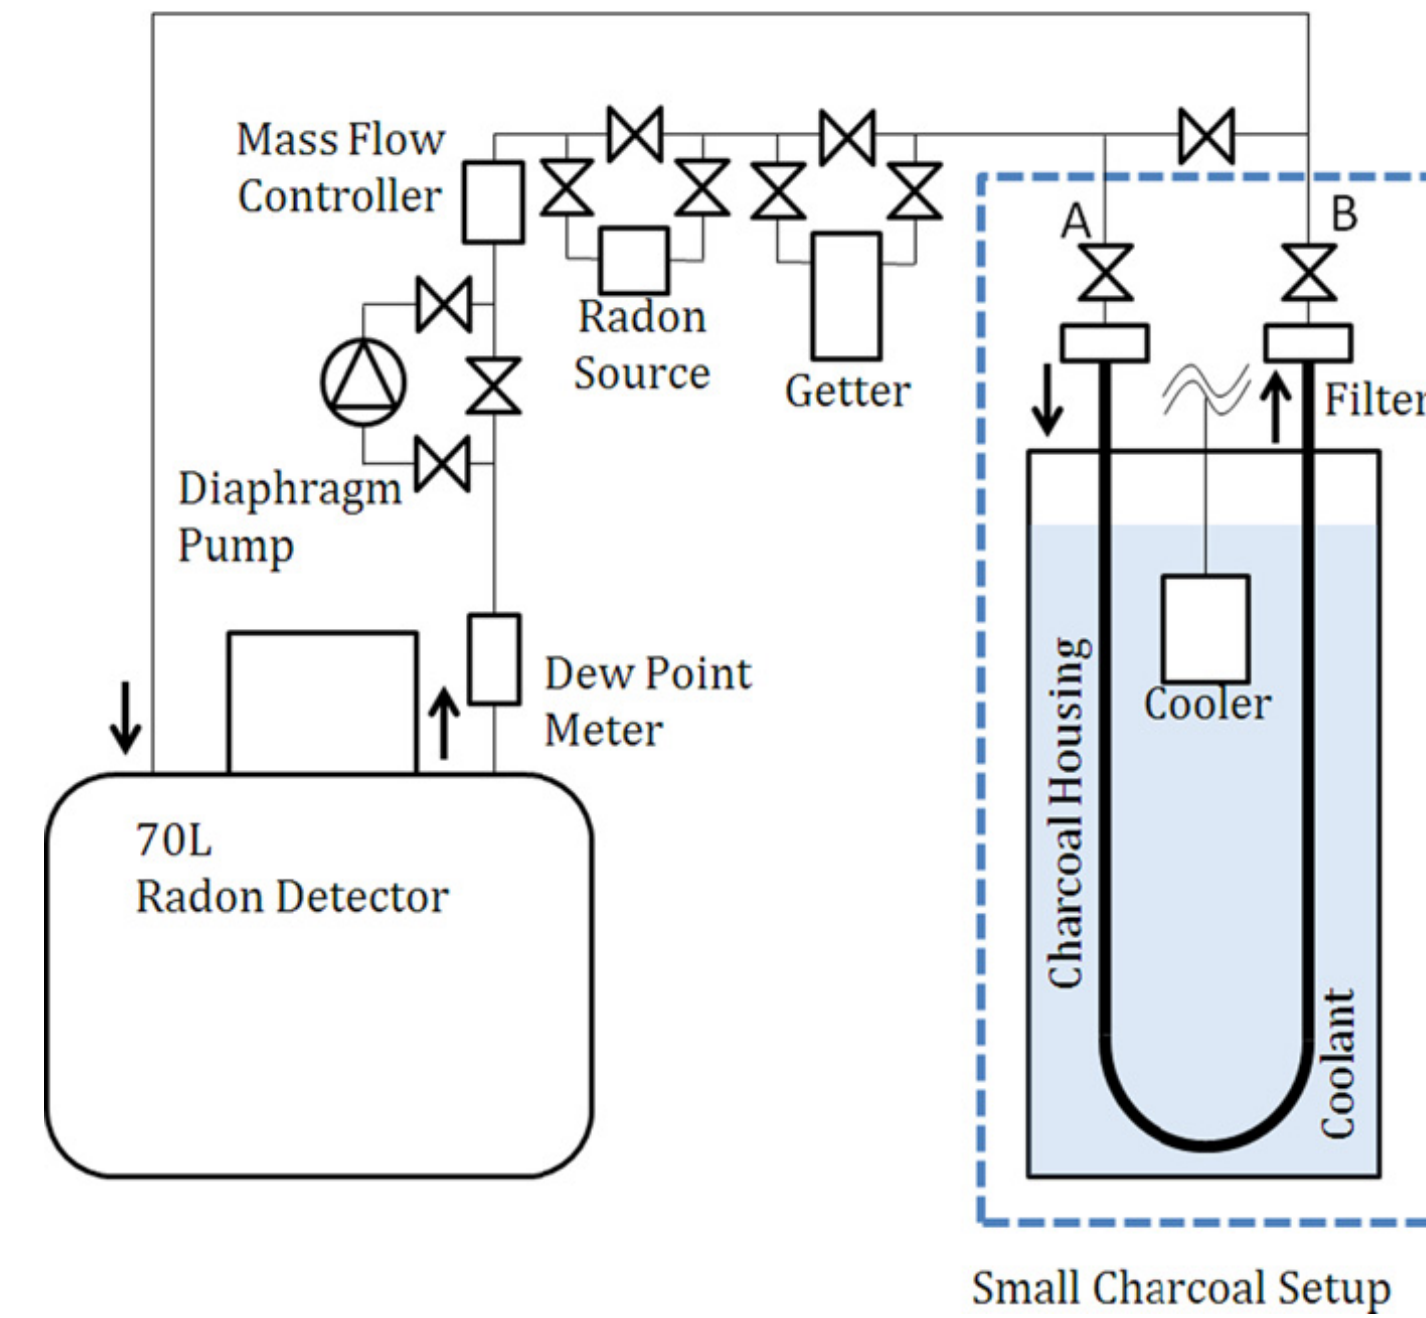 Mass Flow
Controller
A
B
Radon
Source
Getter
Filter
Diaphragm
Pump
Dew Point
Meter
Charcoal Housing
Cooler
Coolant
70L
Radon Detector
Small Charcoal Setup